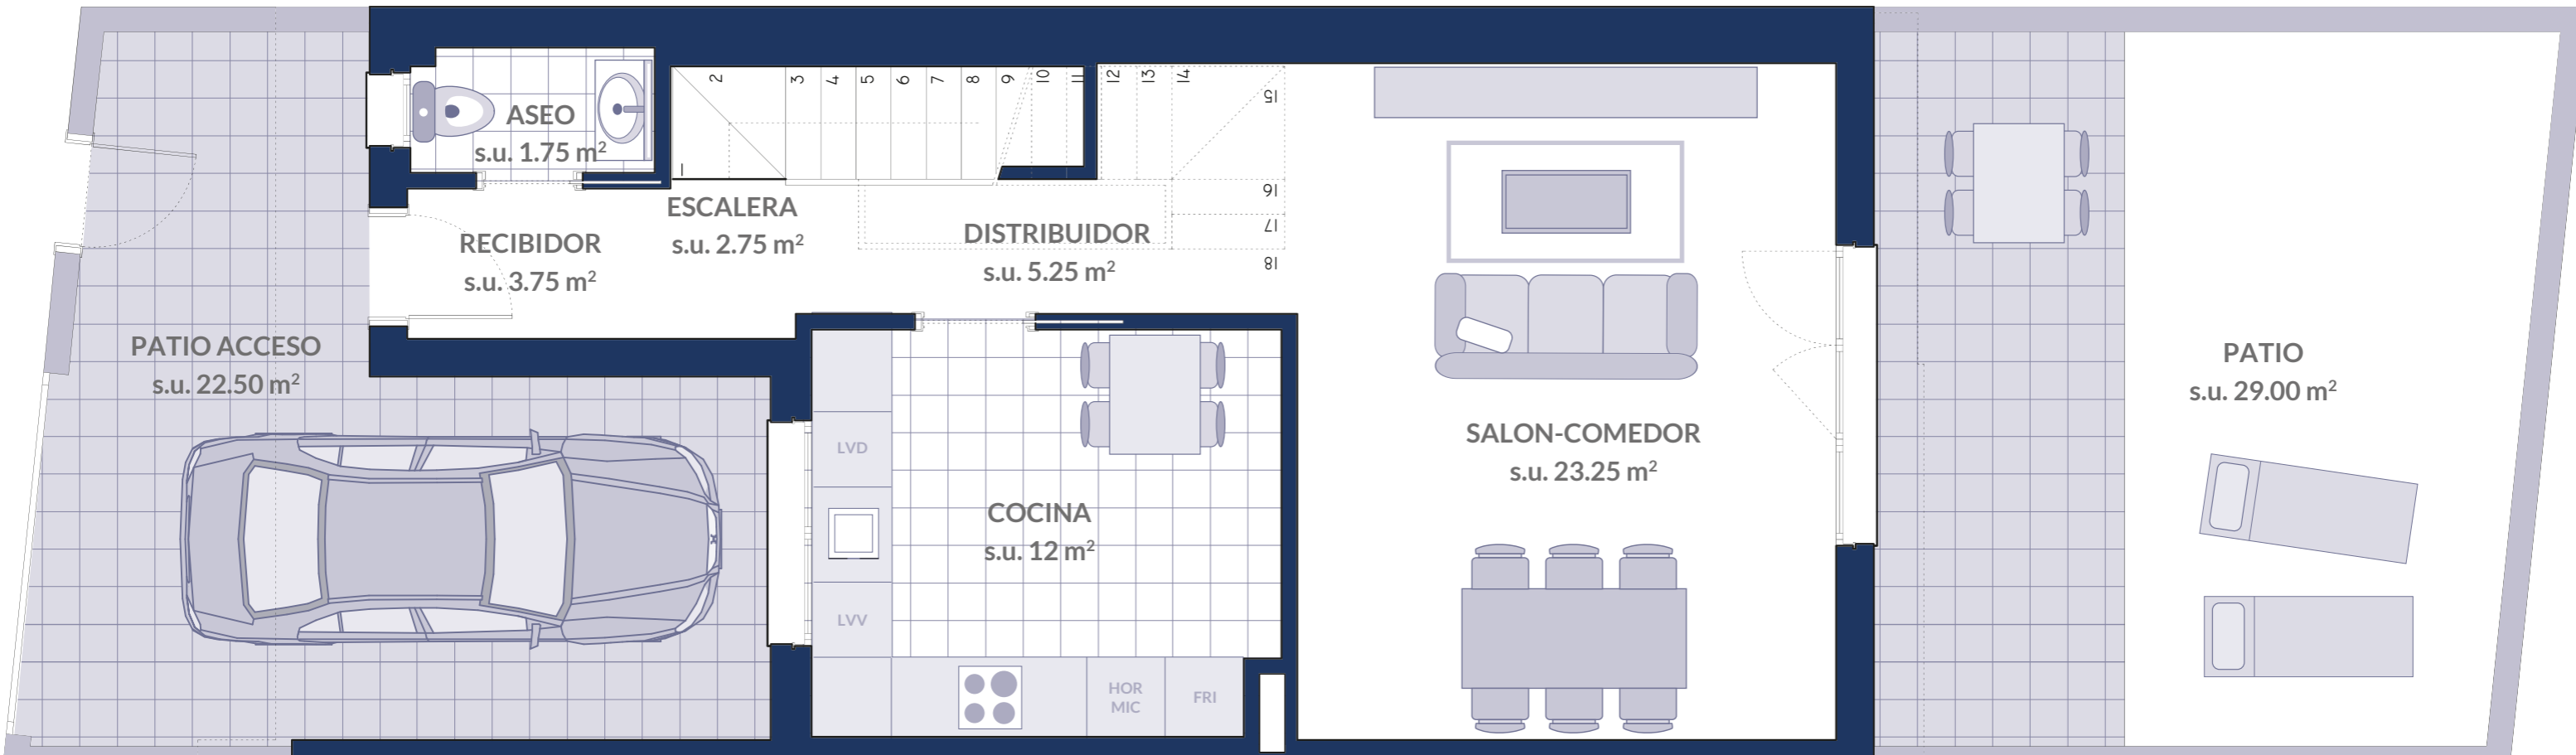 ASEO
s.u. 1.75 m²
1
2
3
4
5
6
7
8
9
10
11
12
13
14
15
16
17
18
ESCALERA
s.u. 2.75 m²
RECIBIDOR
s.u. 3.75 m²
DISTRIBUIDOR
s.u. 5.25 m²
PATIO ACCESO
s.u. 22.50 m²
PATIO
s.u. 29.00 m²
SALON-COMEDOR
s.u. 23.25 m²
LVD
COCINA
s.u. 12 m²
LVV
HOR
MIC
FRI